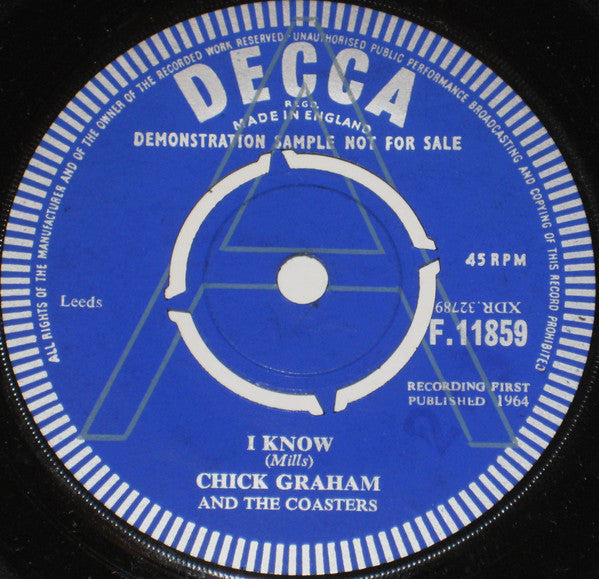 ALL RIGHTS OF THE MANUFACTURER AND OF THE OWNER OF THE RECORDED WORK RESERVED · UNAUTHORISED PUBLIC PERFORMANCE BROADCASTING AND COPYING OF THIS RECORD PROHIBITED
DECCA
REGD.
MADE IN ENGLAND
DEMONSTRATION SAMPLE NOT FOR SALE
A
45 RPM
Leeds
XDR.32789
F.11859
RECORDING FIRST
PUBLISHED 1964
2
I KNOW
(Mills)
CHICK GRAHAM
AND THE COASTERS